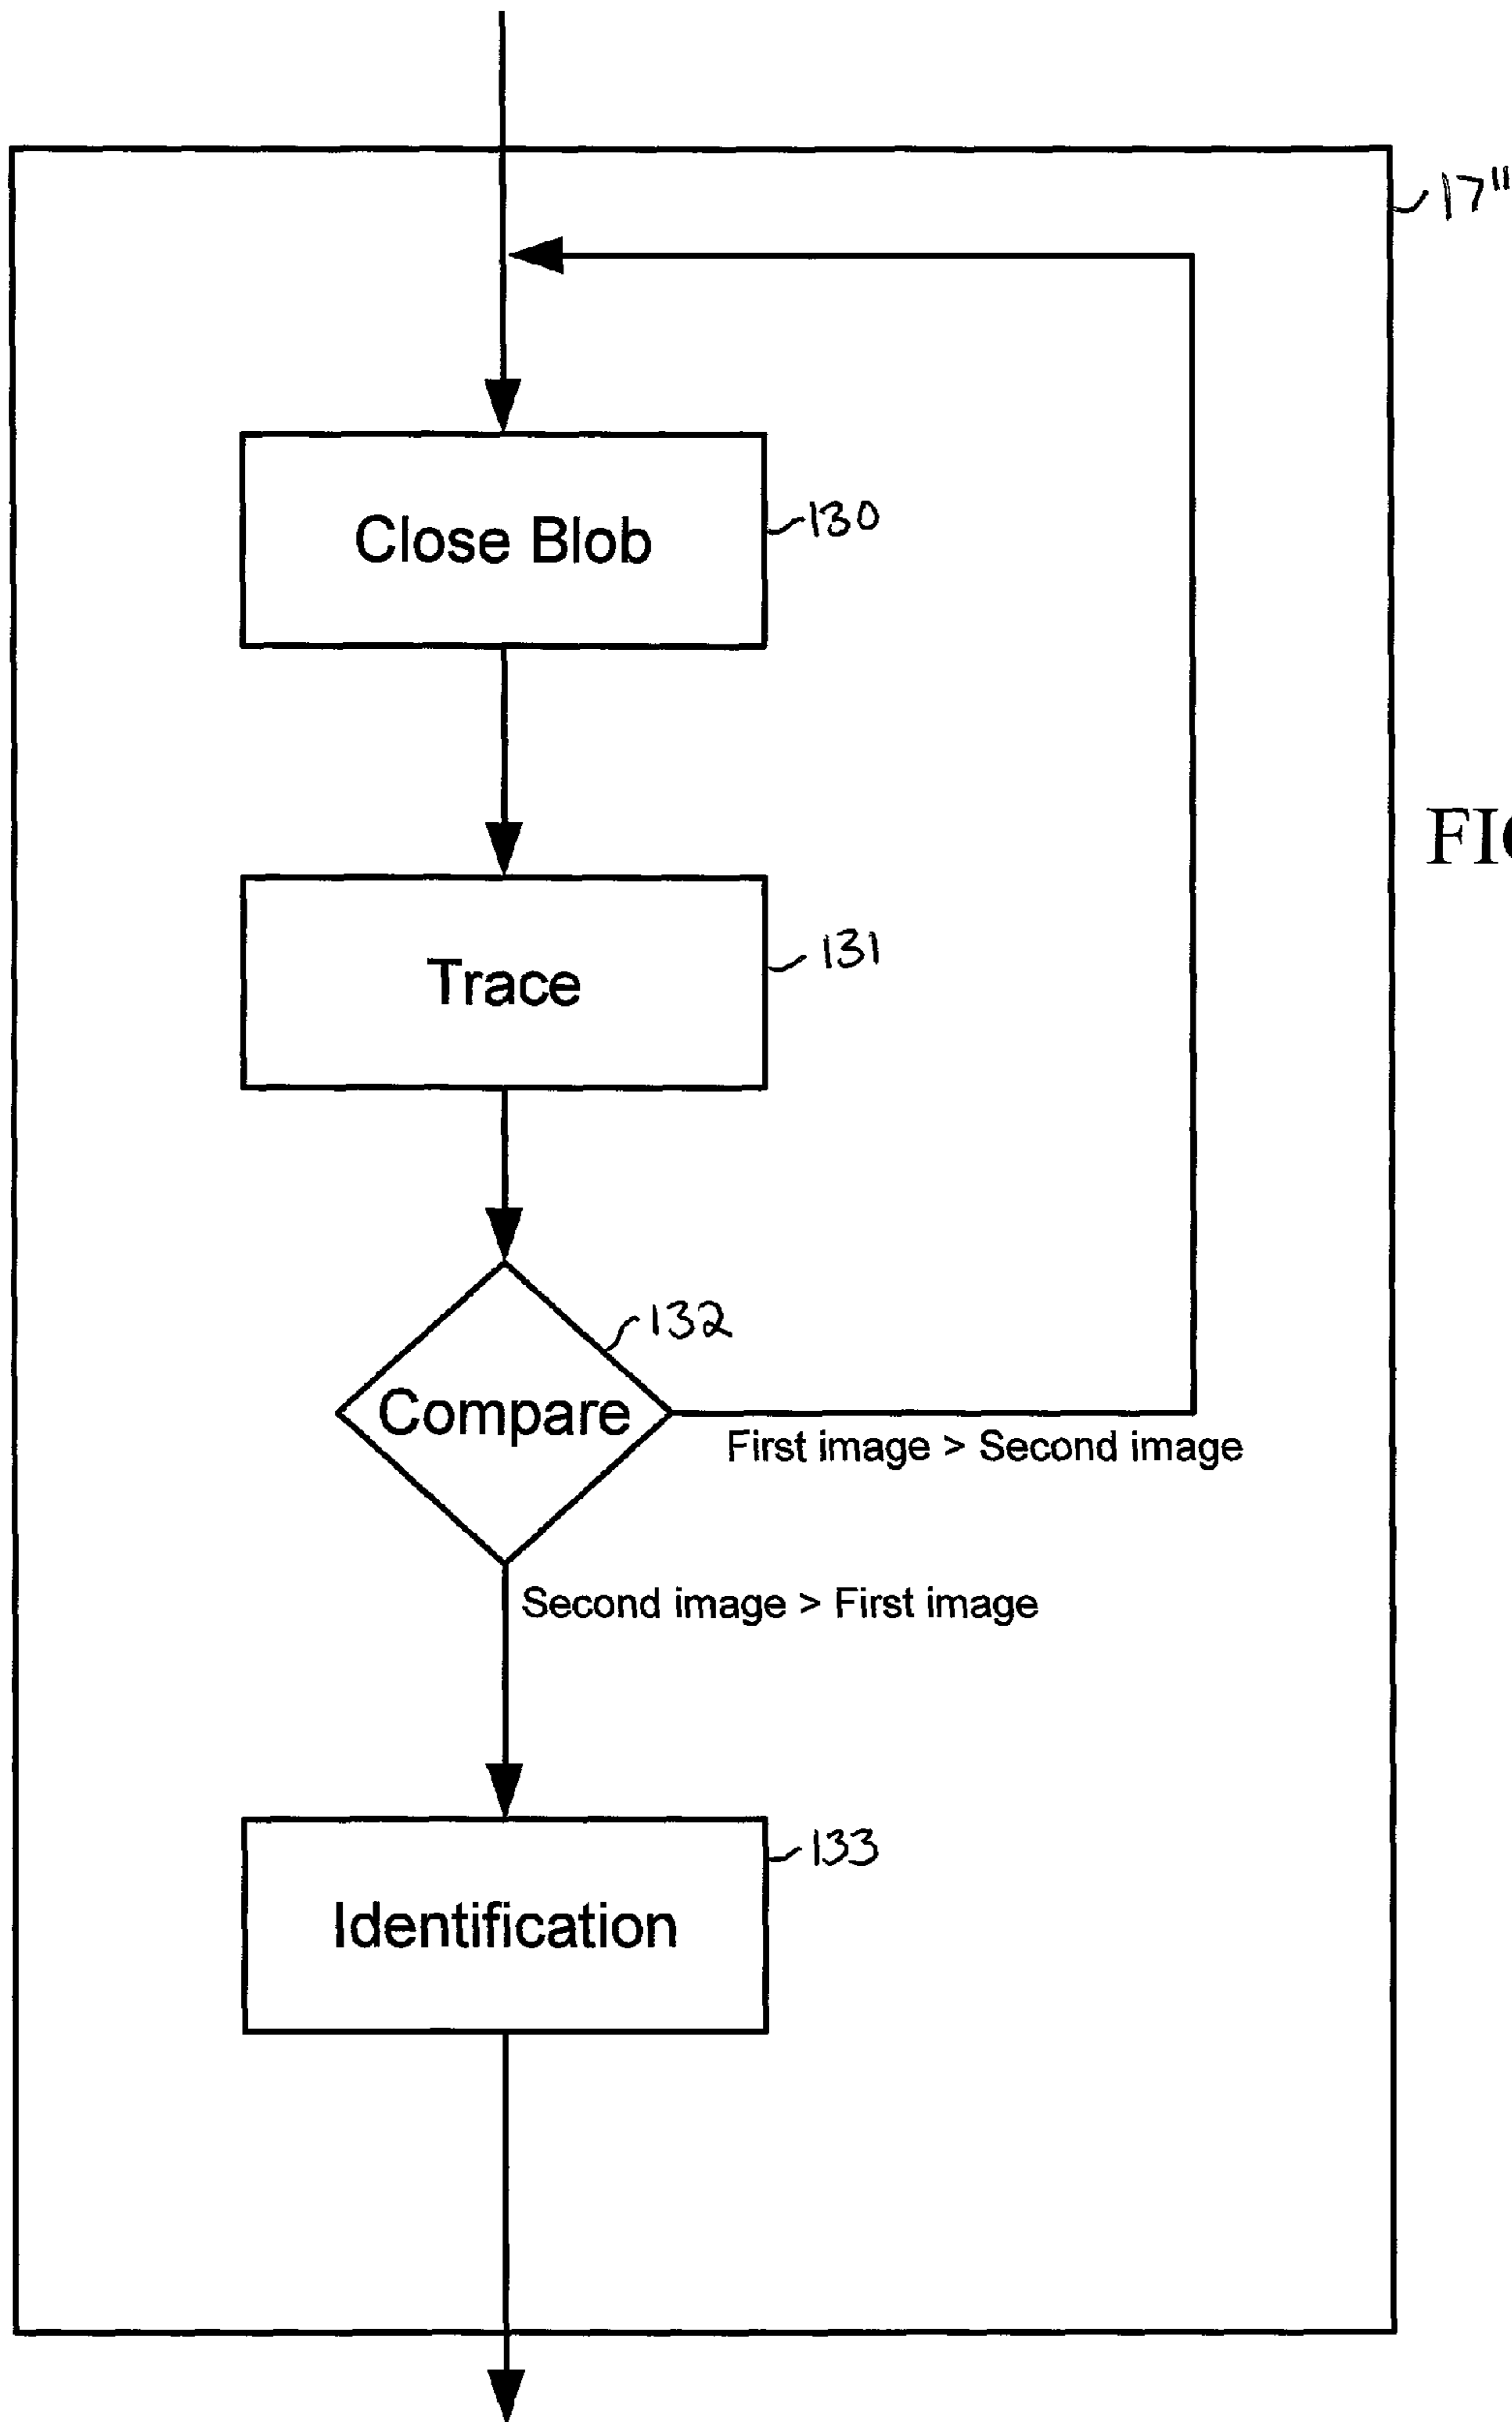 17"
Close Blob
130
FIG
Trace
131
132
Compare
First image > Second image
Second image > First image
133
Identification